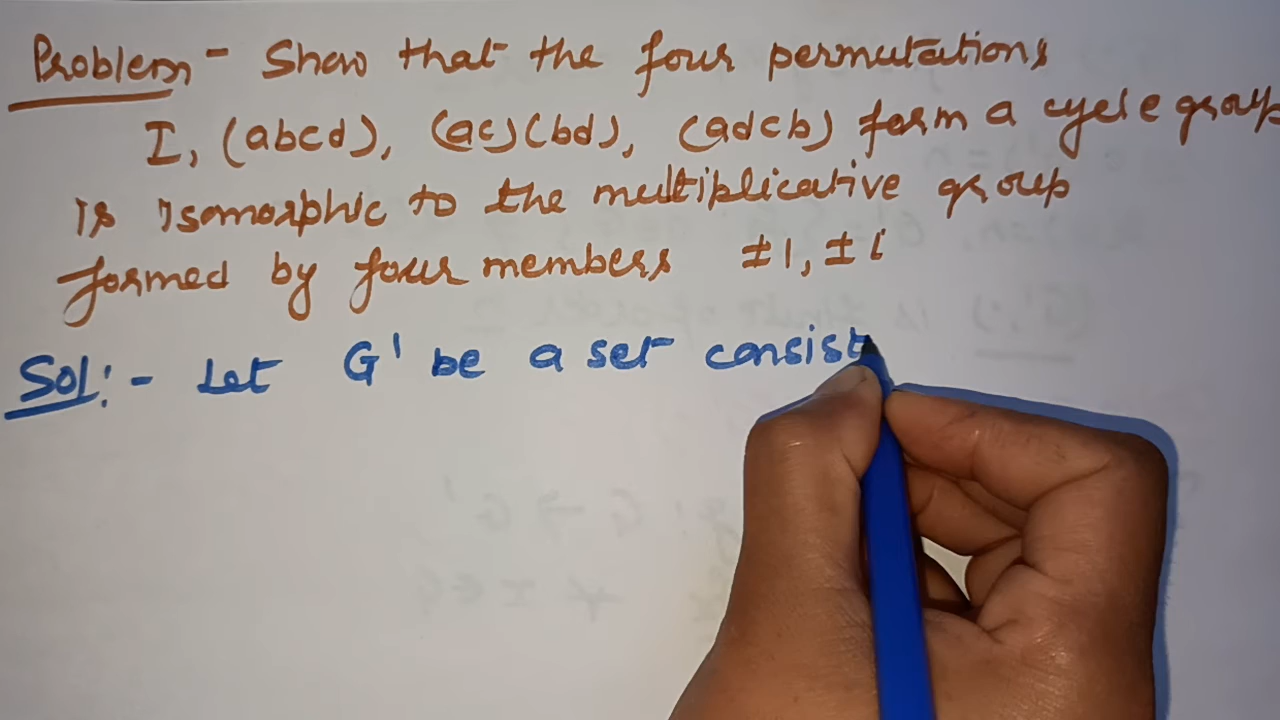 Problem - Show that the four permutations
I, (abcd), (ac)(bd), (adcb) form a cycle group
is isomorphic to the multiplicative group
formed by four members ±1, ±i
Sol:- Let G' be a set consist